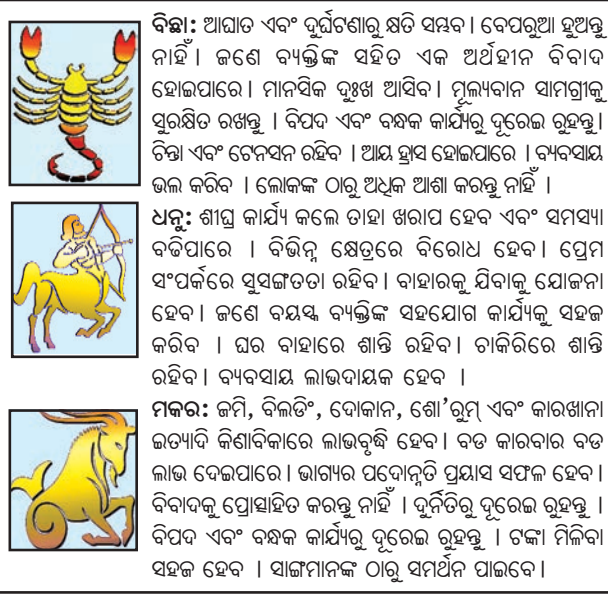 ବିଛା: ଆଘାତ ଏବଂ ଦୁର୍ଘଟଣାରୁ କ୍ଷତି ସମ୍ଭବ। ବେପରୁଆ ହୁଅନ୍ତୁ
ନାହିଁ। ଜଣେ ବ୍ୟକ୍ତିଙ୍କ ସହିତ ଏକ ଅର୍ଥହୀନ ବିବାଦ
ହୋଇପାରେ। ମାନସିକ ଦୁଃଖ ଆସିବ। ମୂଲ୍ୟବାନ ସାମଗ୍ରୀକୁ
ସୁରକ୍ଷିତ ରଖନ୍ତୁ । ବିପଦ ଏବଂ ବନ୍ଧକ କାର୍ଯ୍ୟରୁ ଦୂରେଇ ରୁହନ୍ତୁ।
ଚିନ୍ତା ଏବଂ ଟେନସନ ରହିବ । ଆୟ ହ୍ରାସ ହୋଇପାରେ । ବ୍ୟବସାୟ
ଭଲ କରିବ । ଲୋକଙ୍କ ଠାରୁ ଅଧିକ ଆଶା କରନ୍ତୁ ନାହିଁ ।
ଧନୁ: ଶୀଘ୍ର କାର୍ଯ୍ୟ କଲେ ତାହା ଖରାପ ହେବ ଏବଂ ସମସ୍ୟା
ବଢିପାରେ । ବିଭିନ୍ନ କ୍ଷେତ୍ରରେ ବିରୋଧ ହେବ। ପ୍ରେମ
ସଂପର୍କରେ ସୁସଙ୍ଗତତା ରହିବ। ବାହାରକୁ ଯିବାକୁ ଯୋଜନା
ହେବ। ଜଣେ ବୟସ୍କ ବ୍ୟକ୍ତିଙ୍କ ସହଯୋଗ କାର୍ଯ୍ୟକୁ ସହଜ
କରିବ । ଘର ବାହାରେ ଶାନ୍ତି ରହିବ। ଚାକିରିରେ ଶାନ୍ତି
ରହିବ। ବ୍ୟବସାୟ ଲାଭଦାୟକ ହେବ ।
ମକର: ଜମି, ବିଲଡିଂ, ଦୋକାନ, ଶୋ'ରୁମ୍ ଏବଂ କାରଖାନା
ଇତ୍ୟାଦି କିଣାବିକାରେ ଲାଭବୃଦ୍ଧି ହେବ। ବଡ କାରବାର ବଡ
ଲାଭ ଦେଇପାରେ। ଭାଗ୍ୟର ପଦୋନ୍ନତି ପ୍ରୟାସ ସଫଳ ହେବ।
ବିବାଦକୁ ପ୍ରୋତ୍ସାହିତ କରନ୍ତୁ ନାହିଁ । ଦୁର୍ନିତିରୁ ଦୂରେଇ ରୁହନ୍ତୁ ।
ବିପଦ ଏବଂ ବନ୍ଧକ କାର୍ଯ୍ୟରୁ ଦୂରେଇ ରୁହନ୍ତୁ । ଟଙ୍କା ମିଳିବା
ସହଜ ହେବ । ସାଙ୍ଗମାନଙ୍କ ଠାରୁ ସମର୍ଥନ ପାଇବେ।